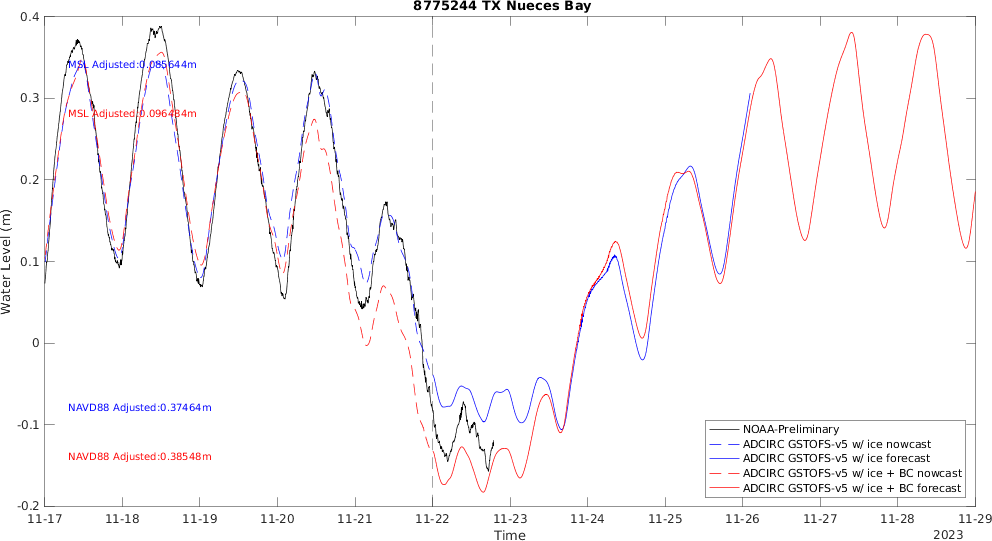 8775244 TX Nueces Bay
0.4
0.3
0.2
0.1
0
-0.1
-0.2
Water Level (m)
MSL Adjusted:0.085644m
MSL Adjusted:0.096484m
NAVD88 Adjusted:0.37464m
NAVD88 Adjusted:0.38548m
NOAA-Preliminary
ADCIRC GSTOFS-v5 w/ ice nowcast
ADCIRC GSTOFS-v5 w/ ice forecast
ADCIRC GSTOFS-v5 w/ ice + BC nowcast
ADCIRC GSTOFS-v5 w/ ice + BC forecast
11-17 11-18 11-19 11-20 11-21 11-22 11-23 11-24 11-25 11-26 11-27 11-28 11-29
Time
2023